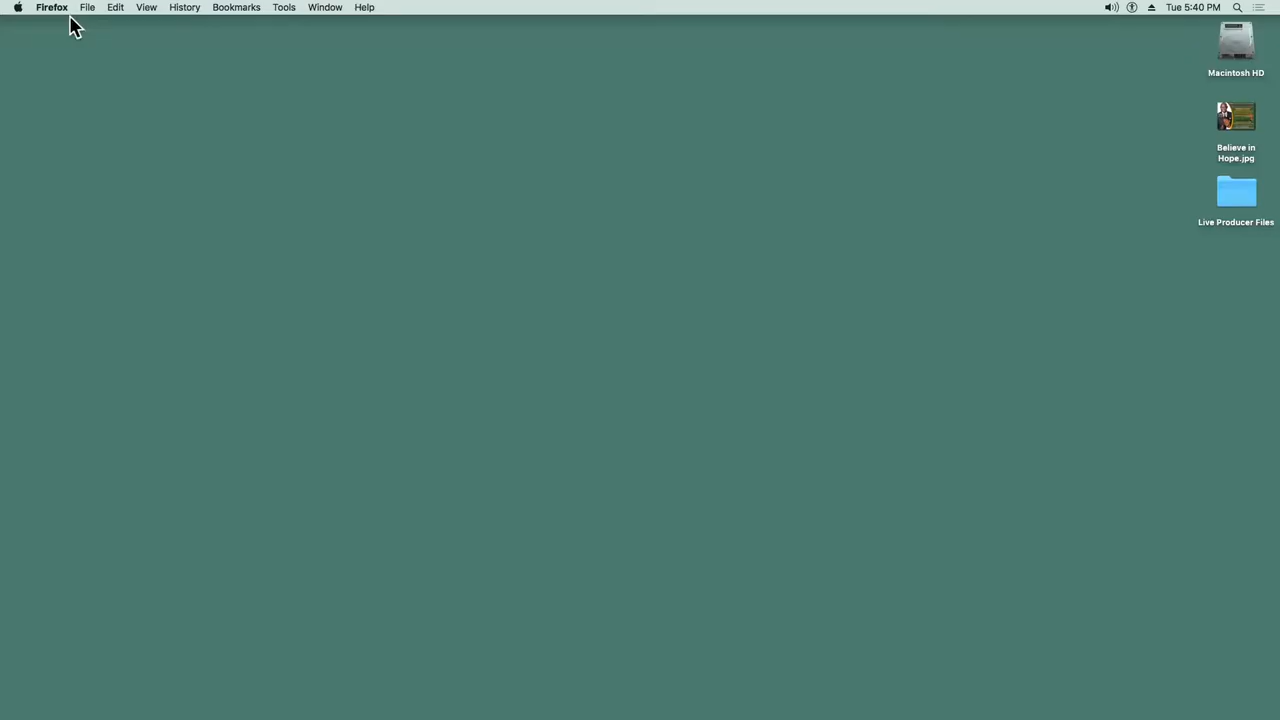 Firefox File Edit View History Bookmarks Tools Window Help Tue 5:40 PM
Macintosh HD
Believe in
Hope.jpg
Live Producer Files